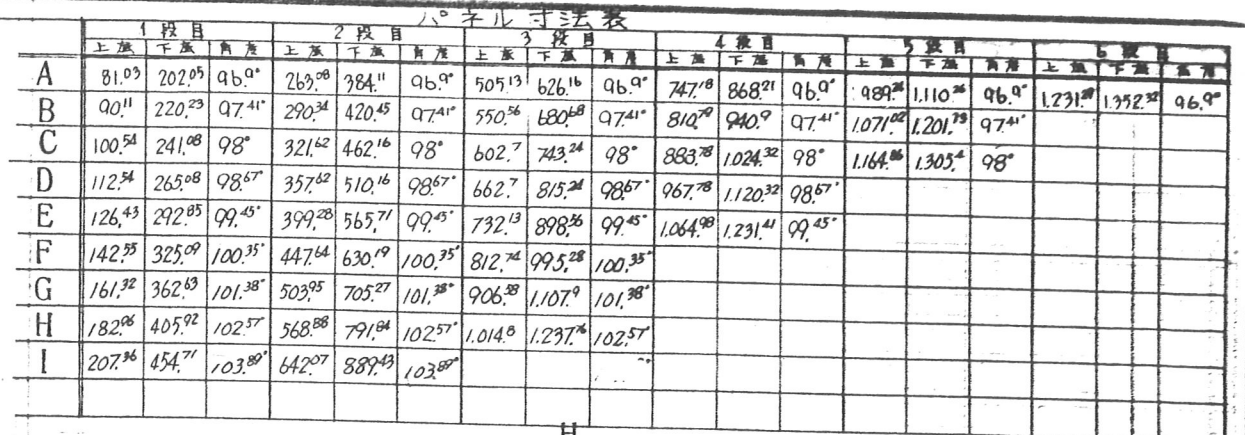 パネル寸法表
1段目 2段目 3段目 4段目 5段目 6段目
上底 下底 角度 上底 下底 角度 上底 下底 角度 上底 下底 角度 上底 下底 角度 上底 下底 角度
A 81.03 202.05 96.9° 263.08 384.11 96.9° 505.13 626.16 96.9° 747.18 868.21 96.9° 989.26 1.110.26 96.9° 1.231.29 1.352.32 96.9°
B 90.11 220.23 97.41° 290.34 420.45 97.41° 550.56 680.68 97.41° 810.79 940.9 97.41° 1.071.02 1.201.13 97.41°
C 100.54 241.08 98° 321.62 462.16 98° 602.7 743.24 98° 883.78 1.024.32 98° 1.164.86 1.305.4 98°
D 112.54 265.08 98.67° 357.62 510.16 98.67° 662.7 815.24 98.67° 967.78 1.120.32 98.67°
E 126.43 292.85 99.45° 399.28 565.71 99.45° 732.13 898.56 99.45° 1.064.98 1.231.41 99.45°
F 142.55 325.09 100.35° 447.64 630.19 100.35° 812.74 995.28 100.35°
G 161.32 362.63 101.38° 503.95 705.27 101.38° 906.58 1.107.9 101.38°
H 182.96 405.92 102.57° 568.88 791.84 102.57° 1.014.8 1.237.76 102.57°
I 207.36 454.71 103.89° 642.07 889.43 103.89°
H